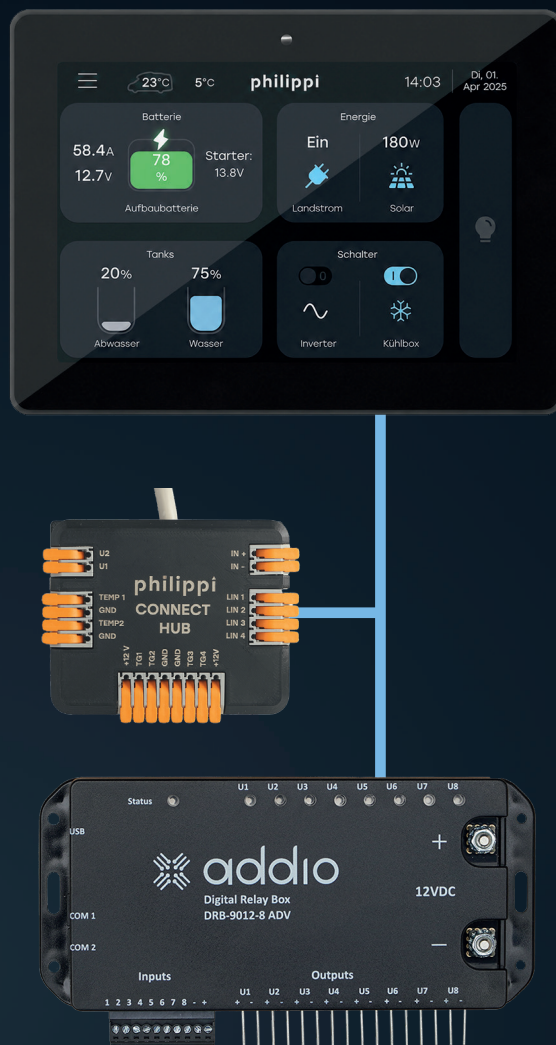 23°C 5°C philippi 14:03 Di, 01. Apr 2025
Batterie
58.4A
12.7V
78
%
Starter:
13.8V
Aufbaubatterie
Energie
Ein 180W
Landstrom Solar
Tanks
20% 75%
Abwasser Wasser
Schalter
0 I
Inverter Kühlbox
U2
U1
TEMP 1
GND
TEMP2
GND
IN +
IN -
LIN 1
LIN 2
LIN 3
LIN 4
philippi
CONNECT
HUB
+12 V TG1 TG2 GND GND TG3 TG4 +12V
Status
U1 U2 U3 U4 U5 U6 U7 U8
USB
addio
Digital Relay Box
DRB-9012-8 ADV
+
12VDC
-
COM 1
COM 2
Inputs
1 2 3 4 5 6 7 8 - +
Outputs
U1 U2 U3 U4 U5 U6 U7 U8
+ - + - + - + - + - + - + - + -